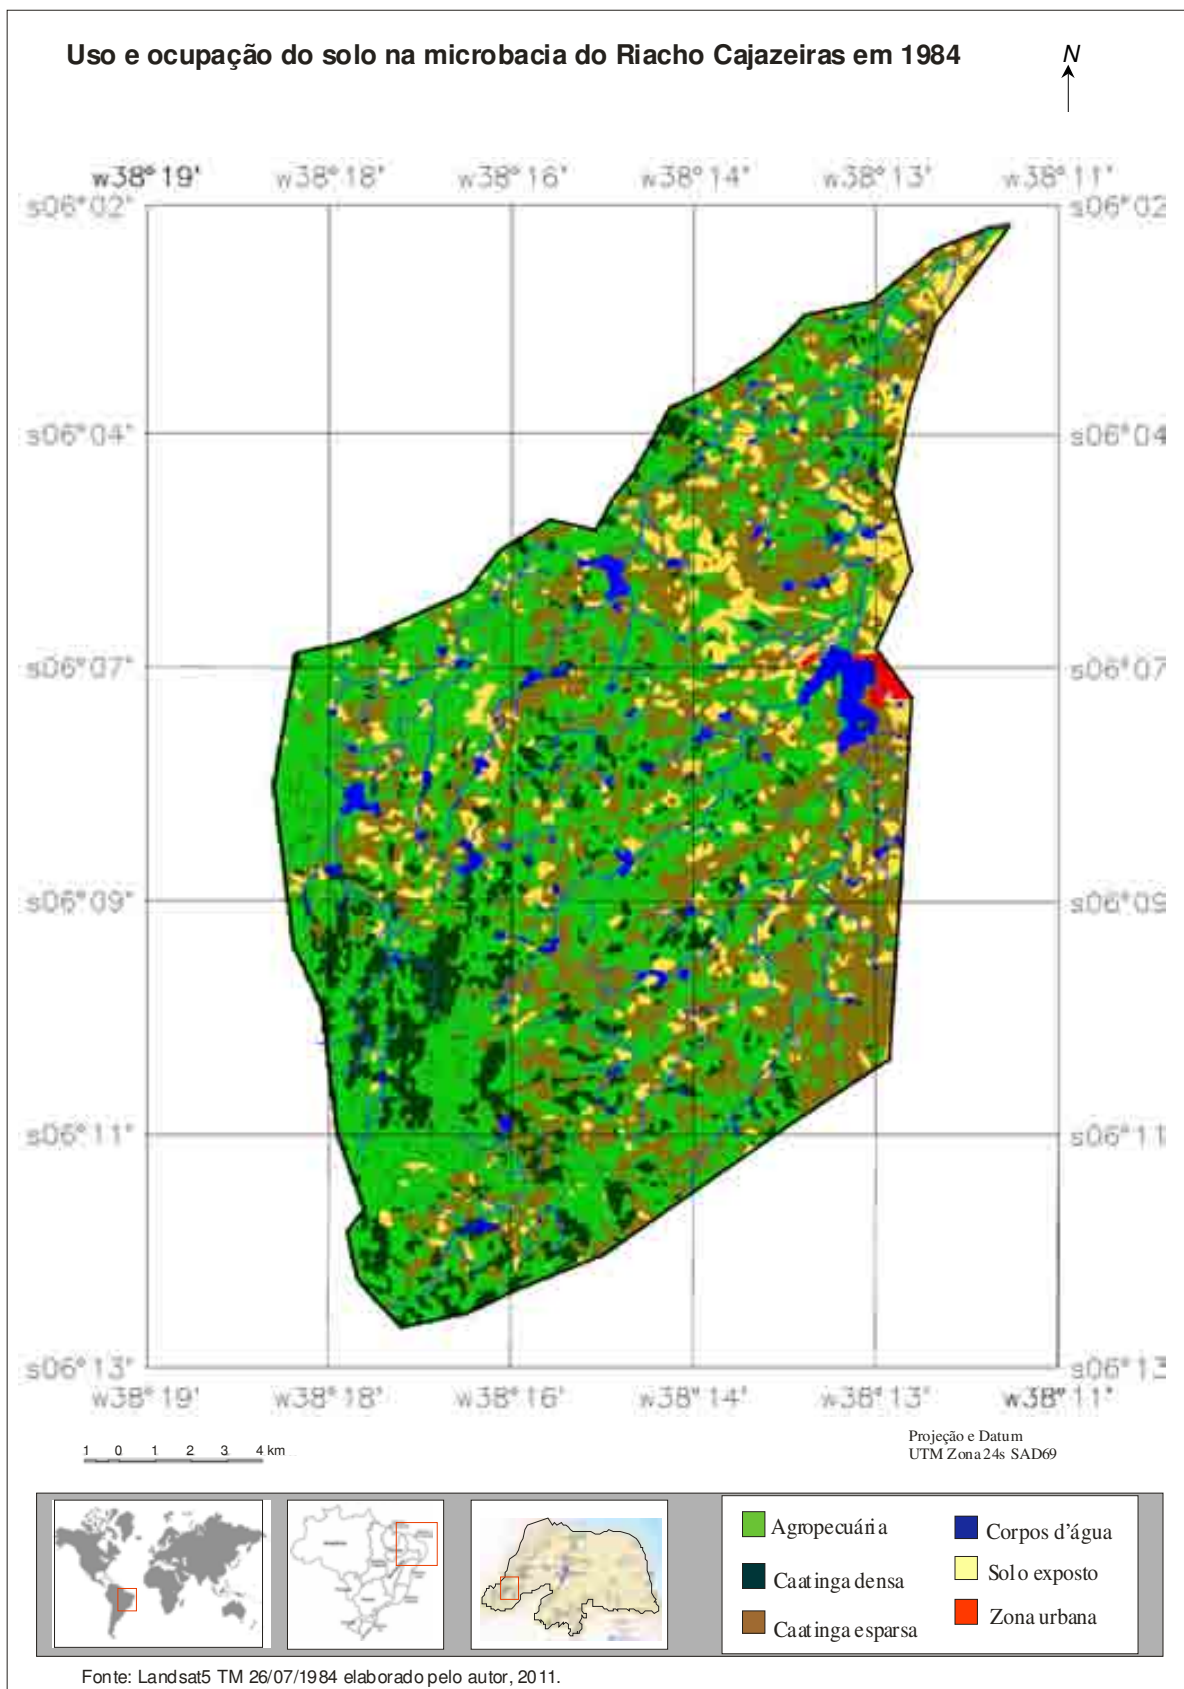 Uso e ocupação do solo na microbacia do Riacho Cajazeiras em 1984
N
w38°19' w38°18' w38°16' w38°14' w38°13' w38°11'
s06°02" s06°02
s06°04" s06°04
s06°07" s06°07
s06°09" s06°09
s06°11" s06°11
s06°13" s06°13
w38°19' w38°18' w38°16' w38°14' w38°13' w38°11'
Projeção e Datum
UTM Zona 24s SAD69
1 0 1 2 3 4 km
Agropecuária
Caatinga densa
Caatinga esparsa
Corpos d'água
Solo exposto
Zona urbana
Fonte: Landsat5 TM 26/07/1984 elaborado pelo autor, 2011.